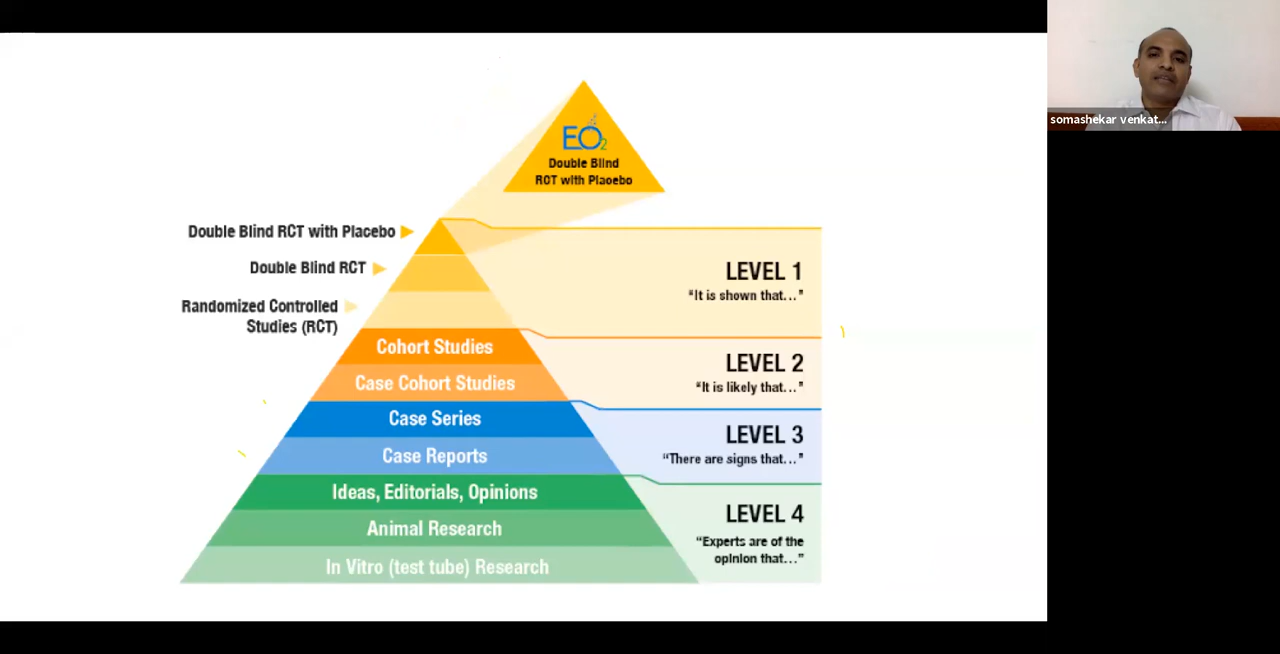 somashekar venkat...
EO2
Double Blind
RCT with Plaoebo
Double Blind RCT with Placebo
Double Blind RCT
Randomized Controlled
Studies (RCT)
LEVEL 1
“It is shown that...”
Cohort Studies
Case Cohort Studies
LEVEL 2
“It is likely that...”
Case Series
Case Reports
LEVEL 3
“There are signs that...”
Ideas, Editorials, Opinions
Animal Research
In Vitro (test tube) Research
LEVEL 4
“Experts are of the
opinion that...”